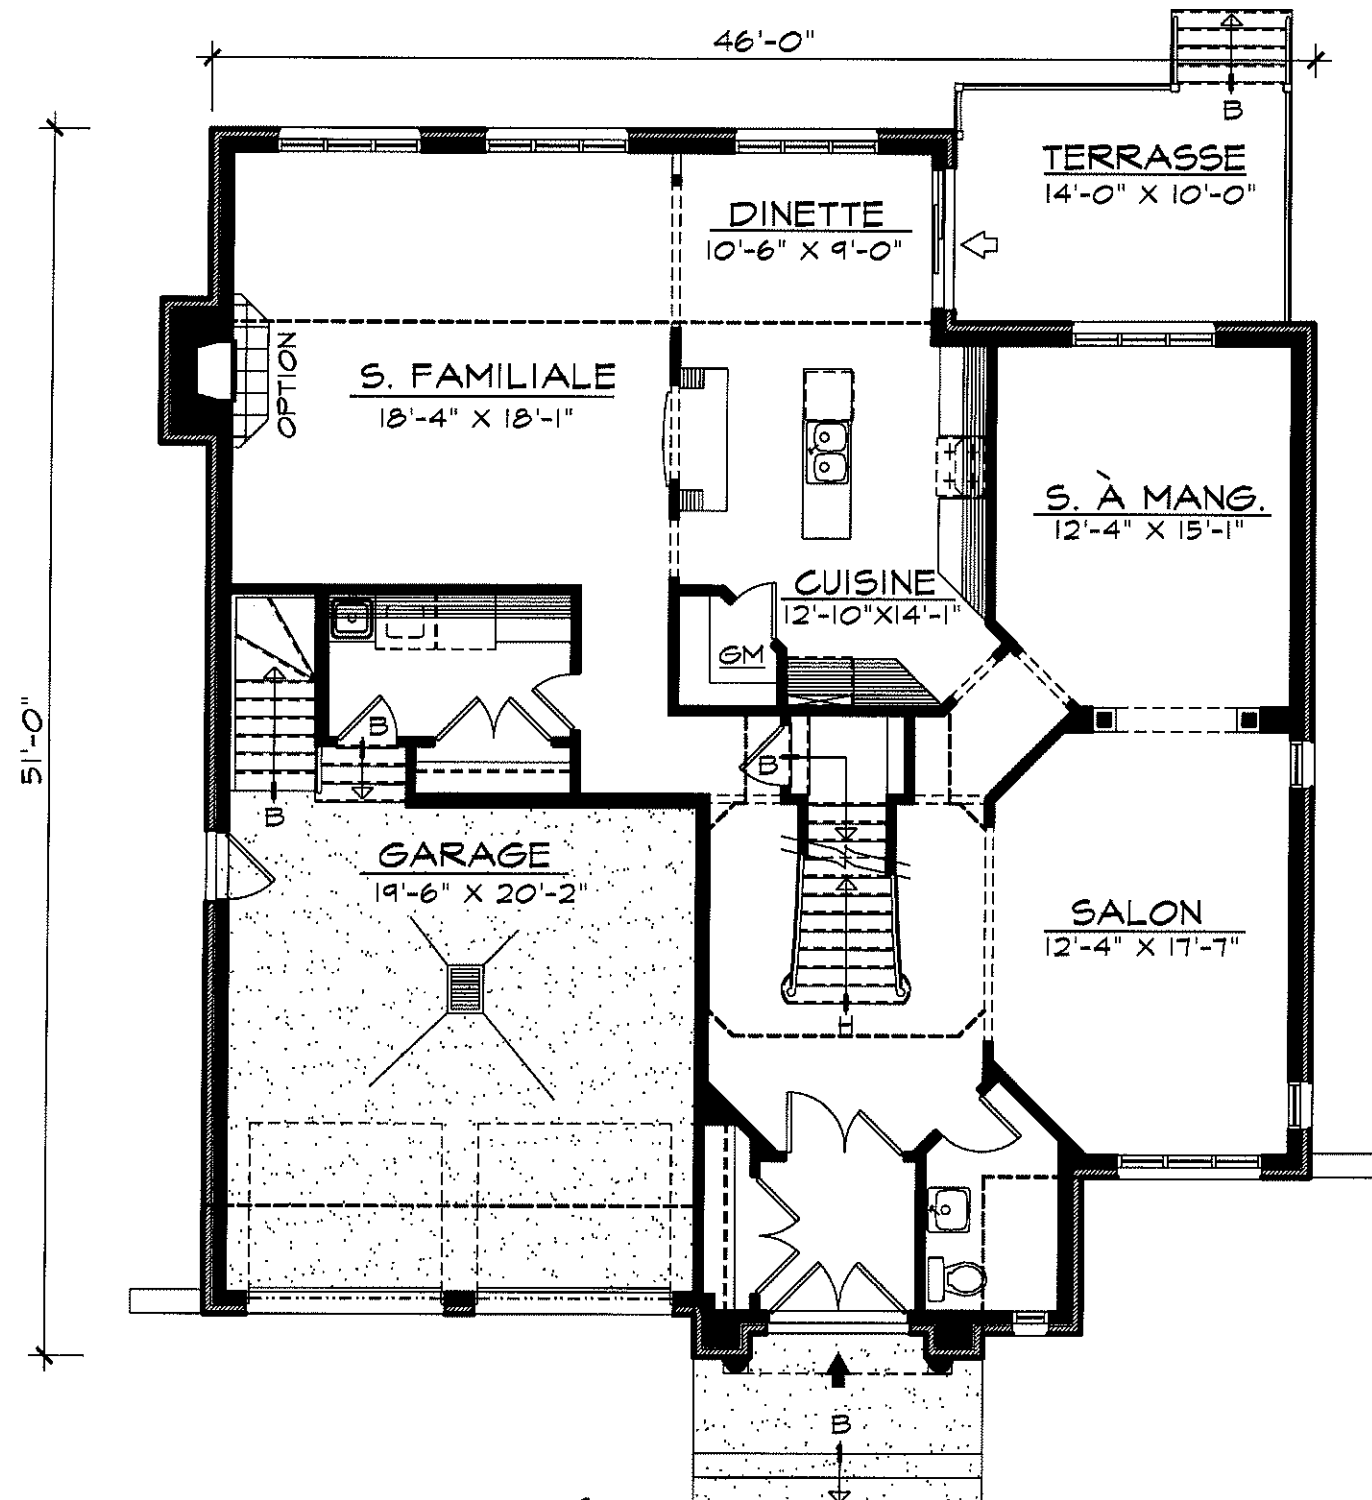 46'-0"
B
TERRASSE
14'-0" X 10'-0"
DINETTE
10'-6" X 9'-0"
OPTION
S. FAMILIALE
18'-4" X 18'-1"
S. À MANG.
12'-4" X 15'-1"
CUISINE
12'-10"X14'-1"
GM
51'-0"
B
B
B
GARAGE
19'-6" X 20'-2"
SALON
12'-4" X 17'-7"
H
B